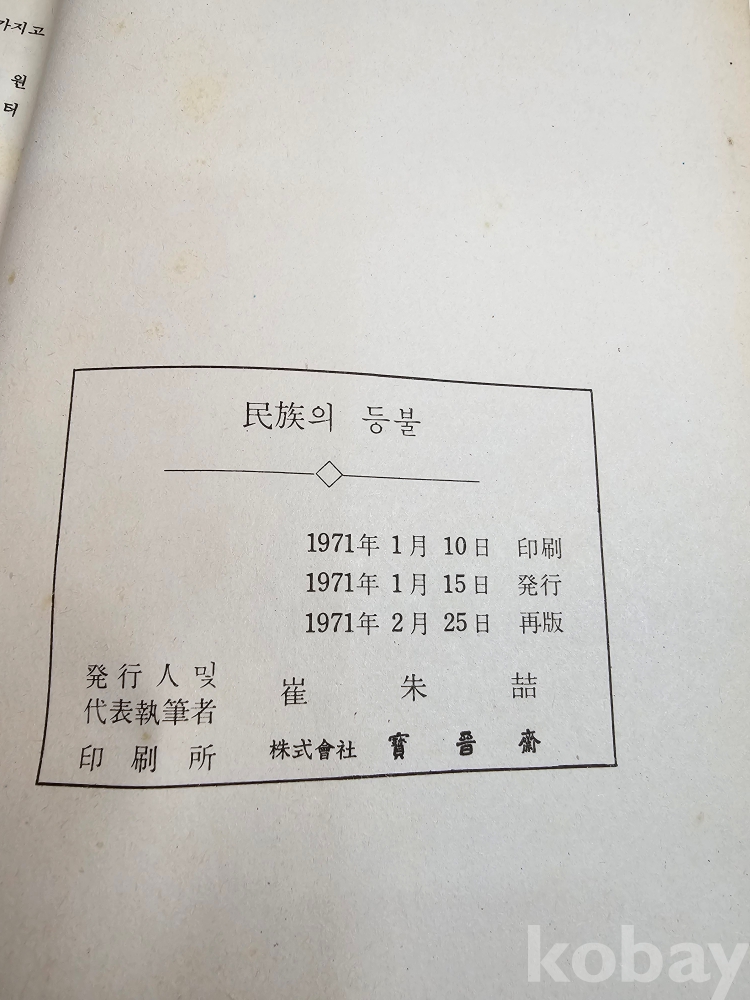 가지고
원
터
民族의 등불
1971年 1月 10日 印刷
1971年 1月 15日 発行
1971年 2月 25日 再版
発行人 및
代表執筆者 崔朱喆
印刷所 株式會社 寶晉齋
kobay